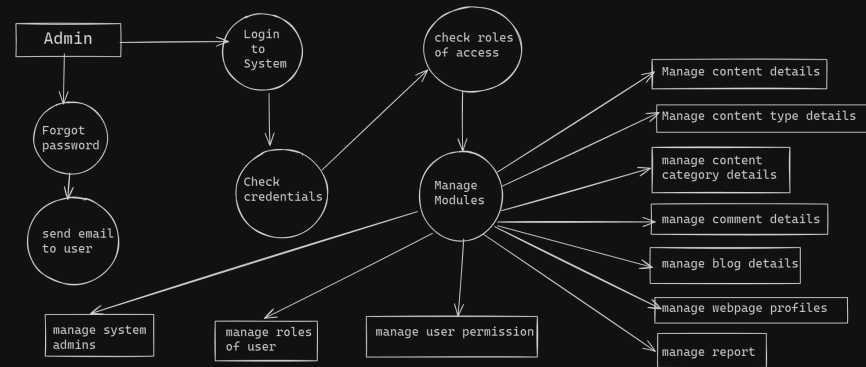 Admin
Login
to
System
check roles
of access
Forgot
password
Check
credentials
Manage
Modules
send email
to user
Manage content details
Manage content type details
manage content
category details
manage comment details
manage blog details
manage webpage profiles
manage report
manage system
admins
manage roles
of user
manage user permission